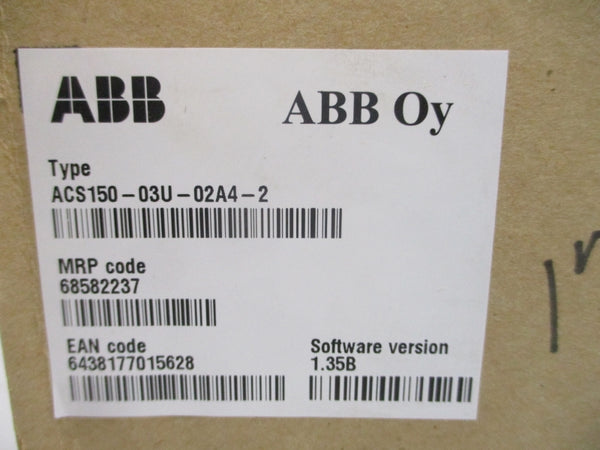 ABB
ABB Oy
Type
ACS150-03U-02A4-2
MRP code
68582237
EAN code
6438177015628
Software version
1.35B